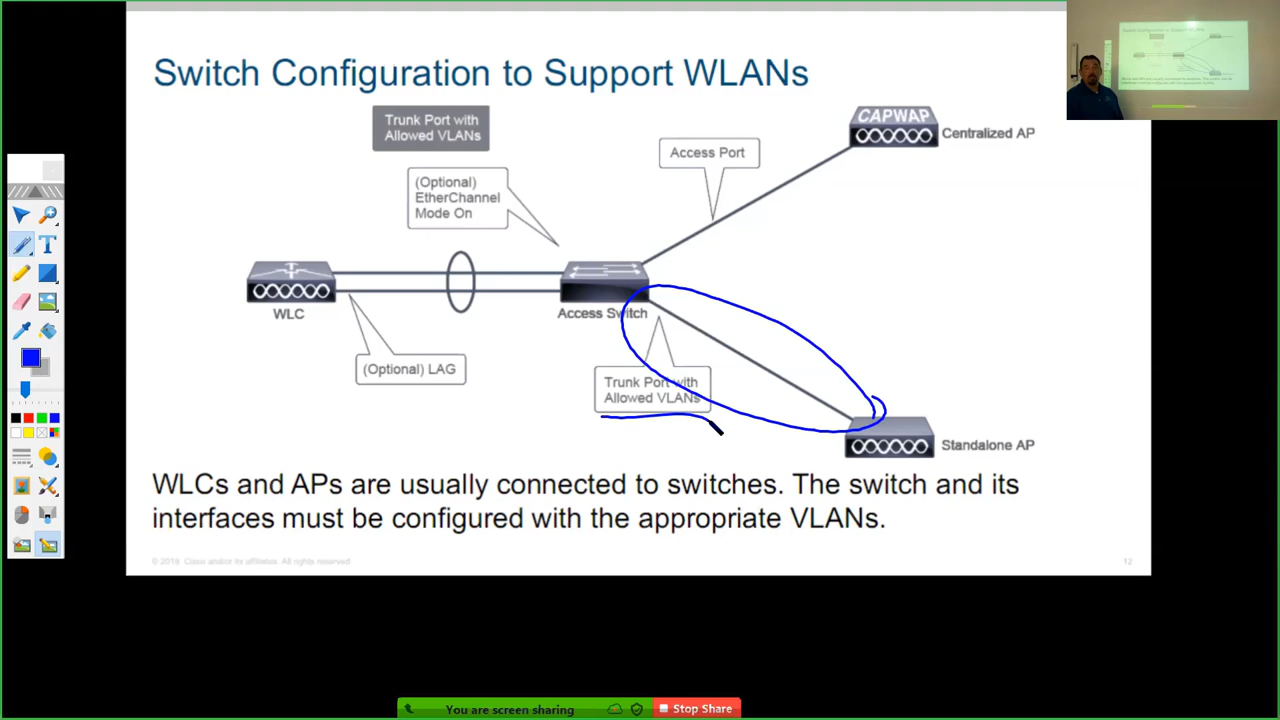 Switch Configuration to Support WLANs
Trunk Port with
Allowed VLANs
(Optional)
EtherChannel
Mode On
Access Port
CAPWAP
Centralized AP
WLC
Access Switch
(Optional) LAG
Trunk Port with
Allowed VLANs
Standalone AP
WLCs and APs are usually connected to switches. The switch and its
interfaces must be configured with the appropriate VLANs.
© 2018 Cisco and/or its affiliates. All rights reserved
12
T
You are screen sharing
Stop Share